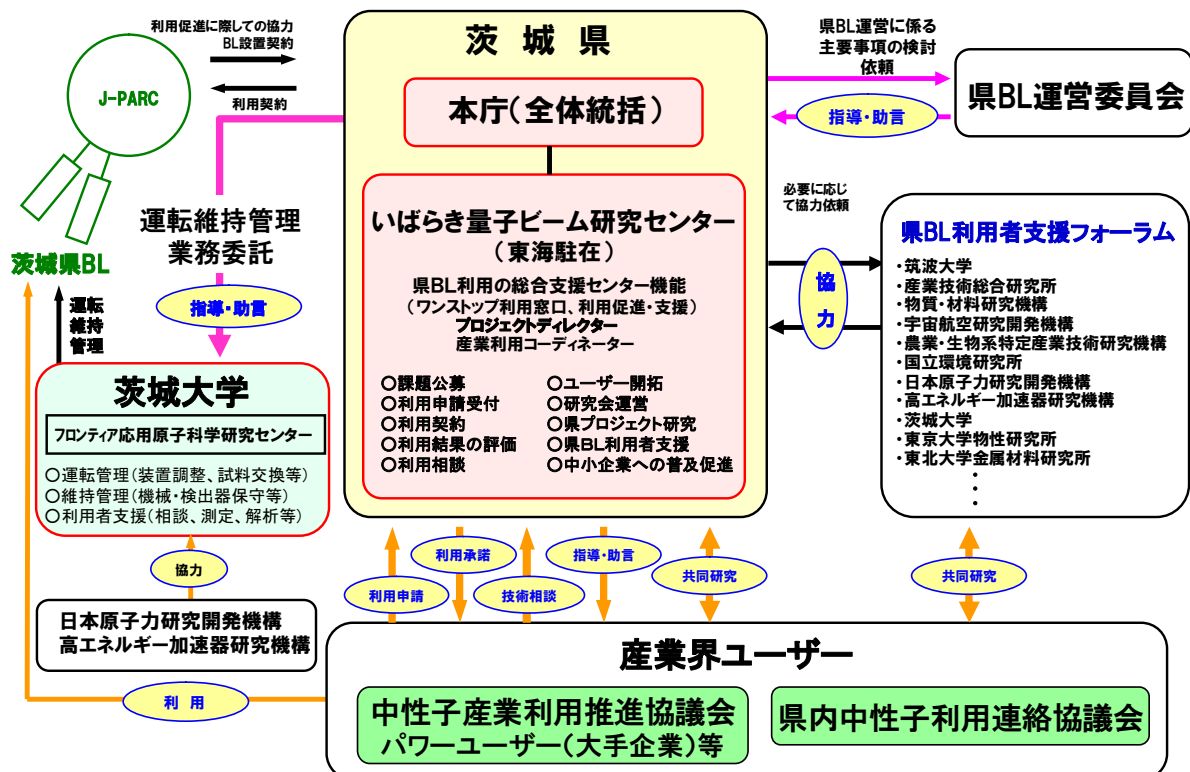 利用促進に際しての協力
BL設置契約
J-PARC
利用契約
茨城県BL
運転
維持
管理
運転維持管理
業務委託
指導・助言
茨城県
本庁(全体統括)
いばらき量子ビーム研究センター
(東海駐在)
県BL利用の総合支援センター機能
(ワンストップ利用窓口、利用促進・支援)
プロジェクトディレクター
産業利用コーディネーター
○課題公募
○利用申請受付
○利用契約
○利用結果の評価
○利用相談
○ユーザー開拓
○研究会運営
○県プロジェクト研究
○県BL利用者支援
○中小企業への普及促進
県BL運営に係る
主要事項の検討
依頼
指導・助言
県BL運営委員会
必要に応じ
て協力依頼
協力
県BL利用者支援フォーラム
・筑波大学
・産業技術総合研究所
・物質・材料研究機構
・宇宙航空研究開発機構
・農業・生物系特定産業技術研究機構
・国立環境研究所
・日本原子力研究開発機構
・高エネルギー加速器研究機構
・茨城大学
・東京大学物性研究所
・東北大学金属材料研究所
・
・
・
茨城大学
フロンティア応用原子科学研究センター
○運転管理(装置調整、試料交換等)
○維持管理(機械・検出器保守等)
○利用者支援(相談、測定、解析等)
協力
日本原子力研究開発機構
高エネルギー加速器研究機構
利用
利用申請
利用承諾
技術相談
指導・助言
共同研究
共同研究
産業界ユーザー
中性子産業利用推進協議会
パワーユーザー(大手企業)等
県内中性子利用連絡協議会